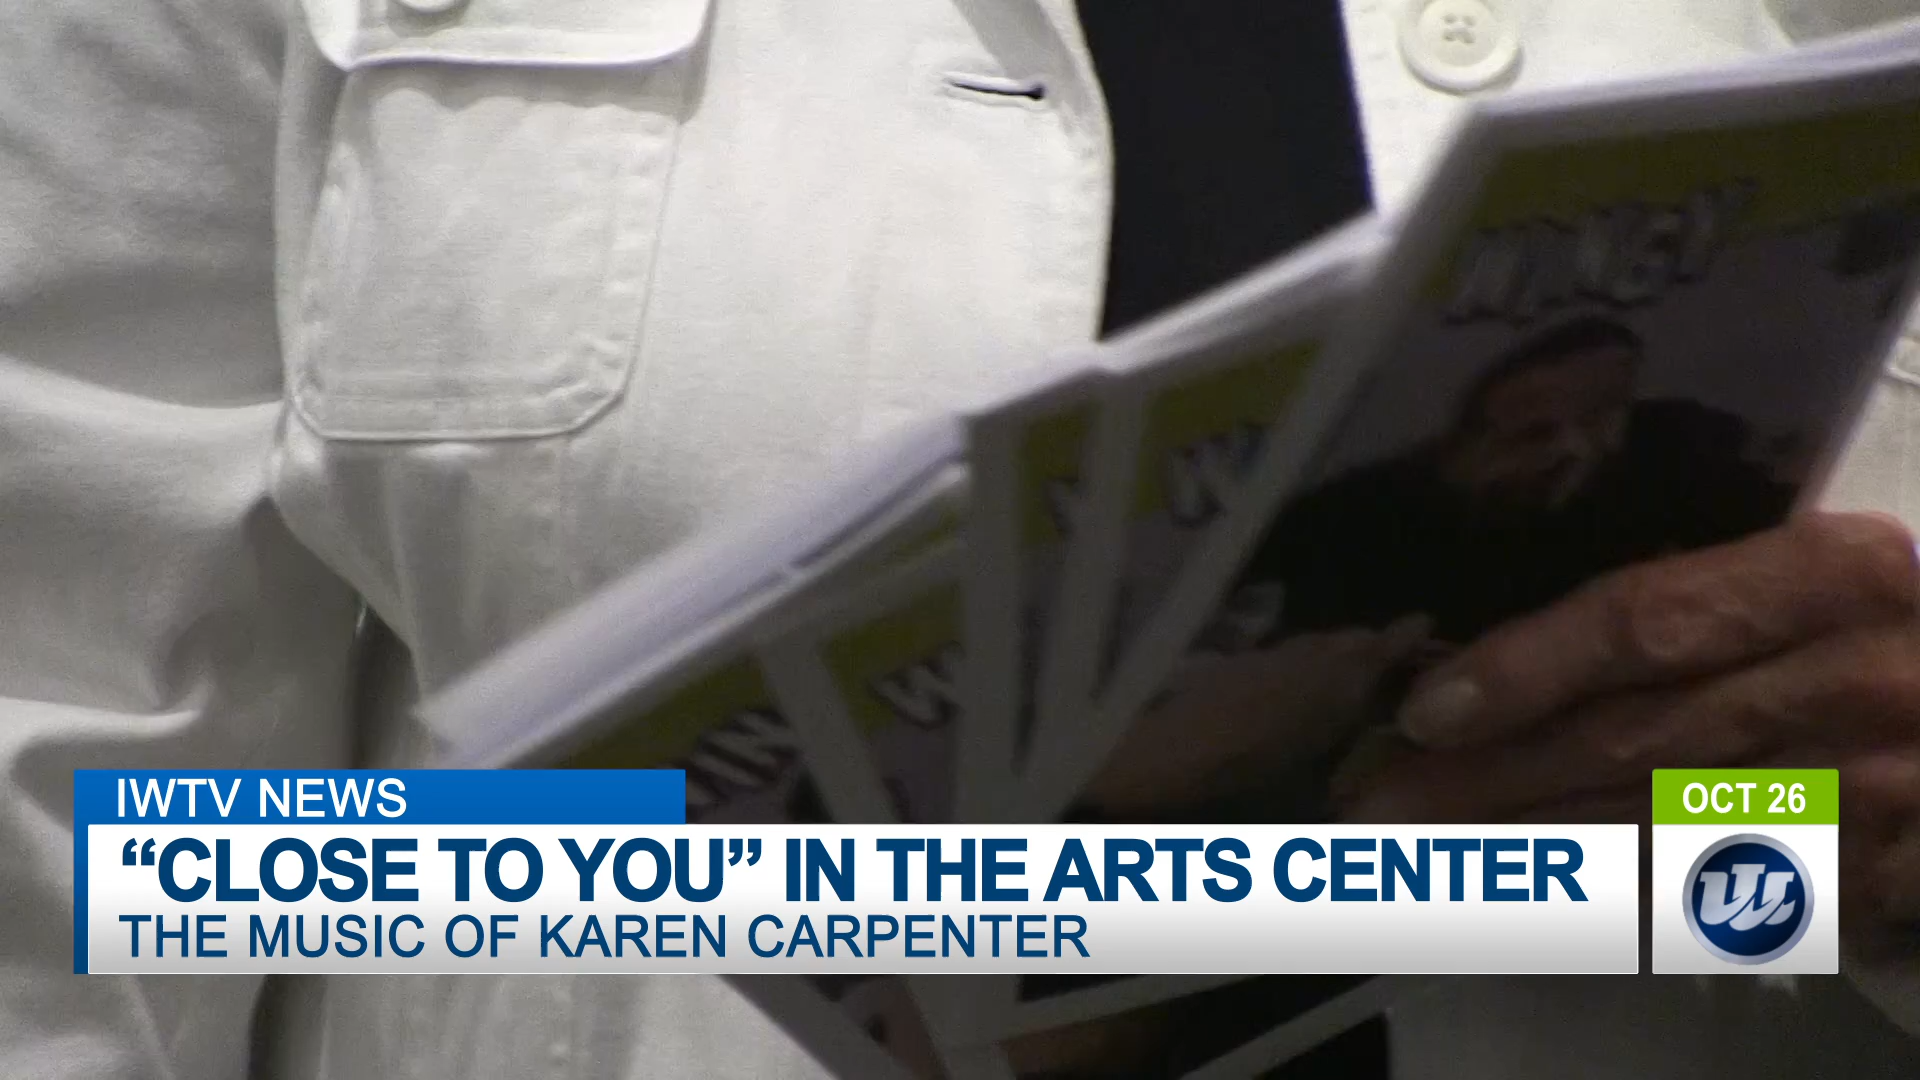 IWTV NEWS
OCT 26
“CLOSE TO YOU” IN THE ARTS CENTER
THE MUSIC OF KAREN CARPENTER